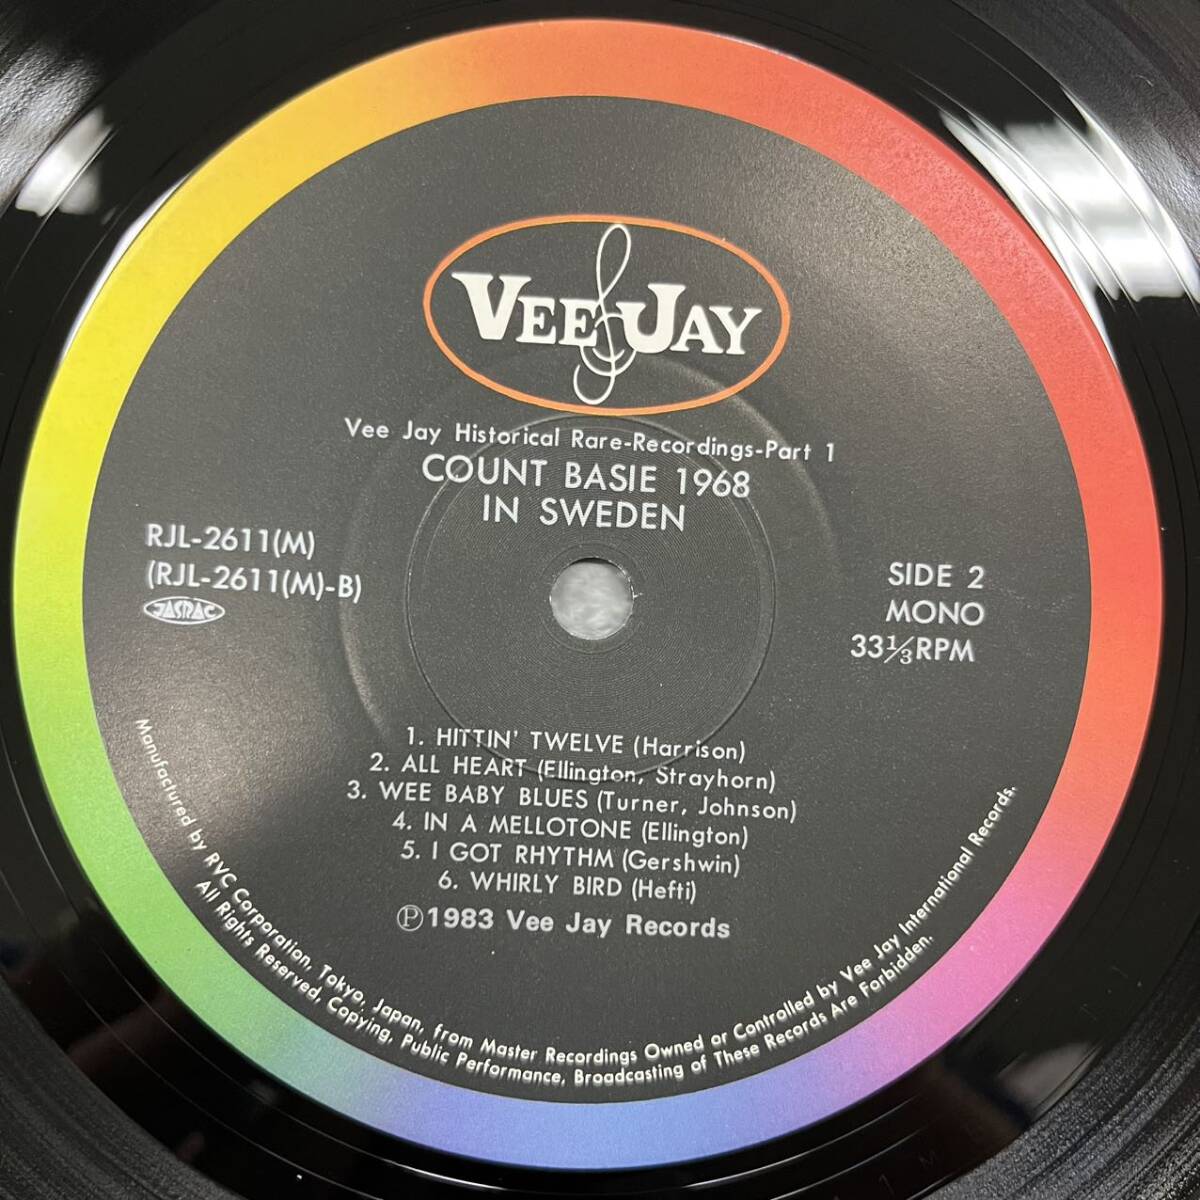 VEE JAY
Vee Jay Historical Rare-Recordings-Part 1
COUNT BASIE 1968
IN SWEDEN
RJL-2611(M)
(RJL-2611(M)-B)
JASRAC
SIDE 2
MONO
33⅓RPM
1. HITTIN' TWELVE (Harrison)
2. ALL HEART (Ellington, Strayhorn)
3. WEE BABY BLUES (Turner, Johnson)
4. IN A MELLOTONE (Ellington)
5. I GOT RHYTHM (Gershwin)
6. WHIRLY BIRD (Hefti)
Ⓟ1983 Vee Jay Records
Manufactured by RVC Corporation, Tokyo, Japan, from Master Recordings Owned or Controlled by Vee Jay International Records.
All Rights Reserved, Copying, Public Performance, Broadcasting of These Records Are Forbidden.